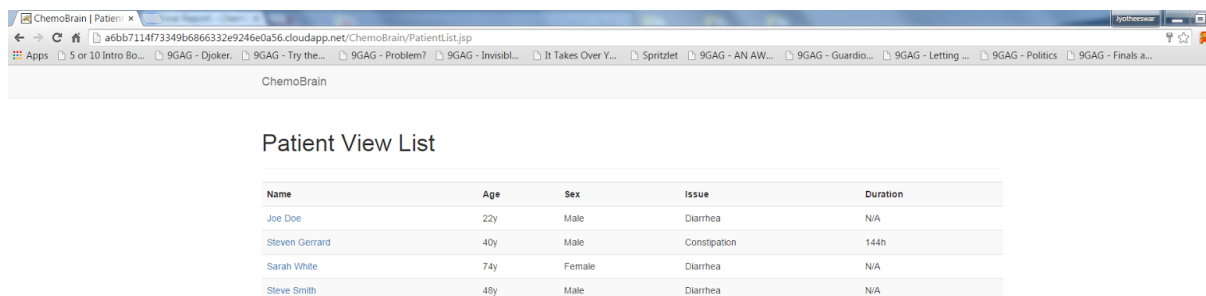 ChemoBrain | Patien ×
Jyotheeswar
a6bb7114f73349b6866332e9246e0a56.cloudapp.net/ChemoBrain/PatientList.jsp
Apps 5 or 10 Intro Bo... 9GAG - Djoker. 9GAG - Try the... 9GAG - Problem? 9GAG - Invisibl... It Takes Over Y... Spritzlet 9GAG - AN AW... 9GAG - Guardio... 9GAG - Letting ... 9GAG - Politics 9GAG - Finals a...
ChemoBrain
Patient View List
Name Age Sex Issue Duration
Joe Doe 22y Male Diarrhea N/A
Steven Gerrard 40y Male Constipation 144h
Sarah White 74y Female Diarrhea N/A
Steve Smith 48y Male Diarrhea N/A